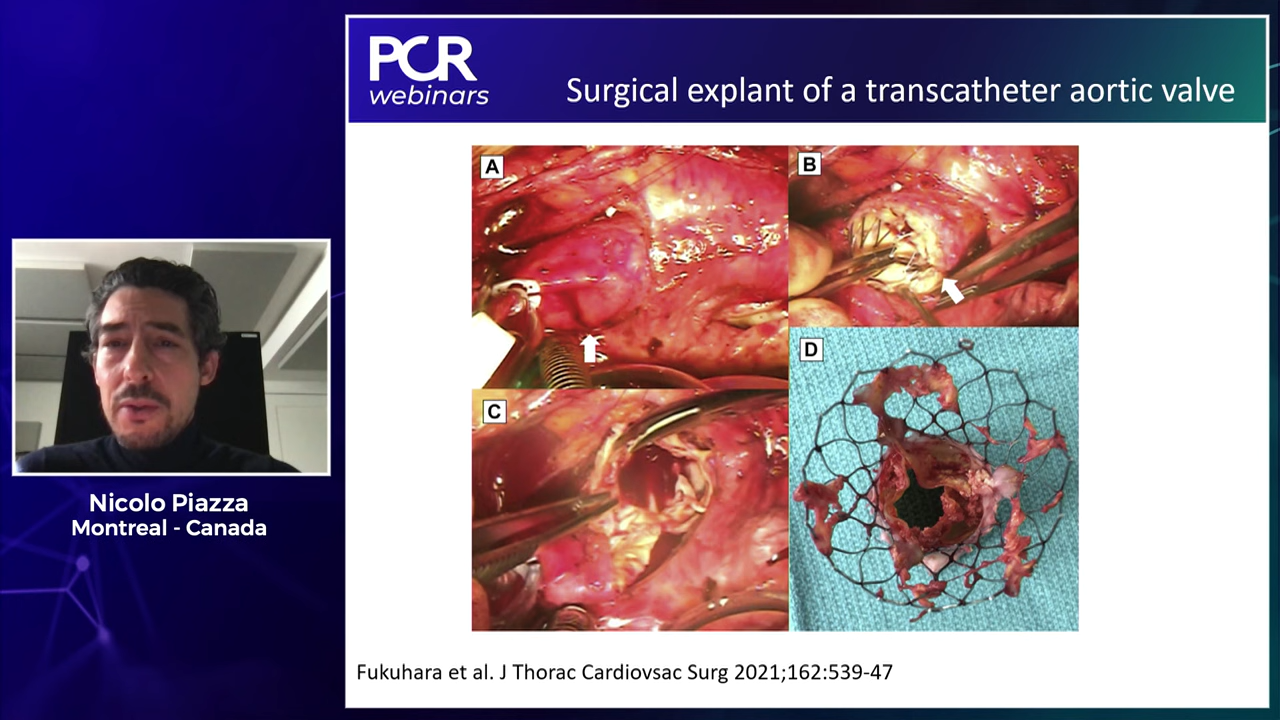 PCR
webinars
Surgical explant of a transcatheter aortic valve
A
B
C
D
Nicolo Piazza
Montreal - Canada
Fukuhara et al. J Thorac Cardiovsac Surg 2021;162:539-47